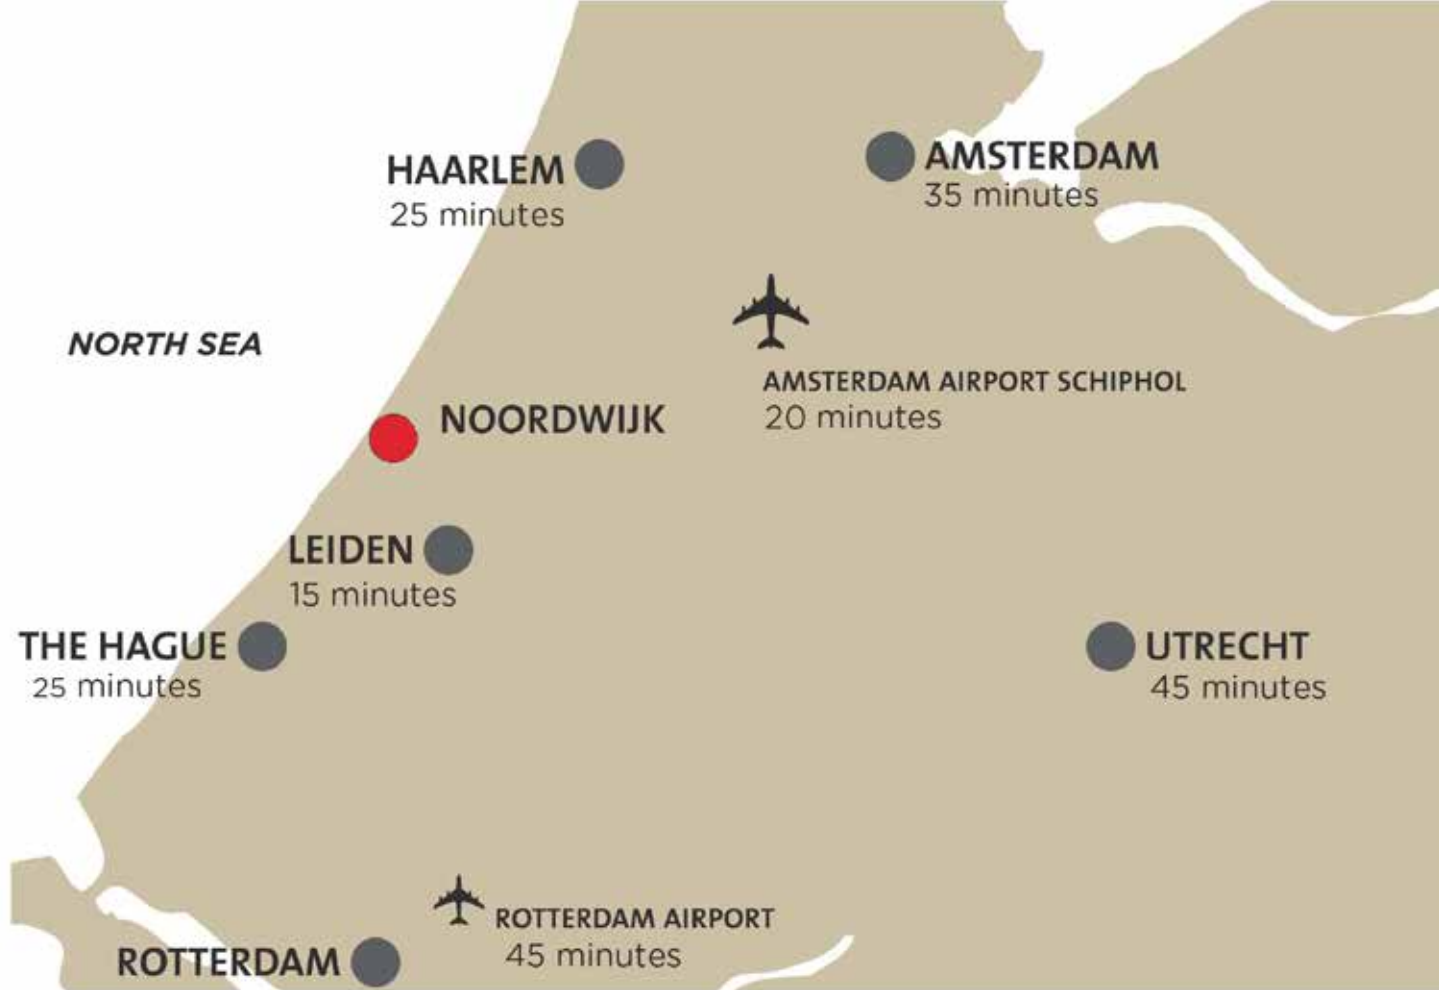 HAARLEM
25 minutes
AMSTERDAM
35 minutes
NORTH SEA
AMSTERDAM AIRPORT SCHIPHOL
20 minutes
NOORDWIJK
LEIDEN
15 minutes
THE HAGUE
25 minutes
UTRECHT
45 minutes
ROTTERDAM AIRPORT
45 minutes
ROTTERDAM